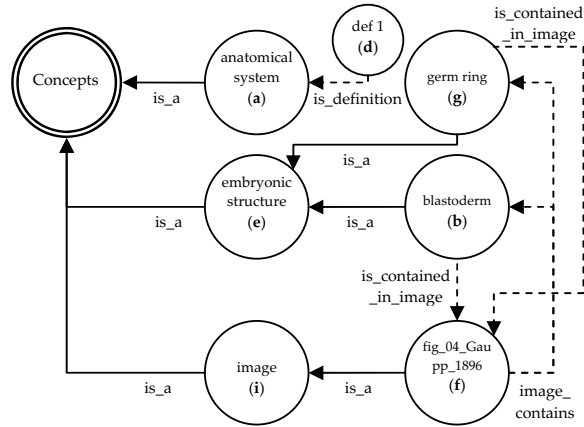 is_contained
_in_image
def 1
(d)
Concepts
anatomical
system
(a)
germ ring
(g)
is_a
is_definition
is_a
embryonic
structure
(e)
blastoderm
(b)
is_a
is_a
is_contained
_in_image
fig_04_Gau
pp_1896
(f)
image
(i)
is_a
is_a
image_
contains